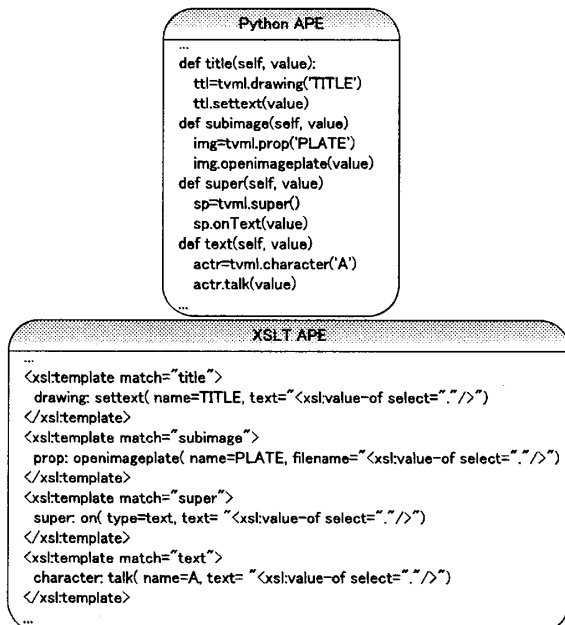 Python APE
...
def title(self, value):
ttl=tvml.drawing('TITLE')
ttl.settext(value)
def subimage(self, value)
img=tvml.prop('PLATE')
img.openimageplate(value)
def super(self, value)
sp=tvml.super()
sp.onText(value)
def text(self, value)
actr=tvml.character('A')
actr.talk(value)
...
XSLT APE
...
<xsl:template match="title">
drawing: settext( name=TITLE, text="<xsl:value-of select="."/>")
</xsl:template>
<xsl:template match="subimage">
prop: openimageplate( name=PLATE, filename="<xsl:value-of select="."/>")
</xsl:template>
<xsl:template match="super">
super: on( type=text, text= "<xsl:value-of select="."/>")
</xsl:template>
<xsl:template match="text">
character: talk( name=A, text= "<xsl:value-of select="."/>")
</xsl:template>
...